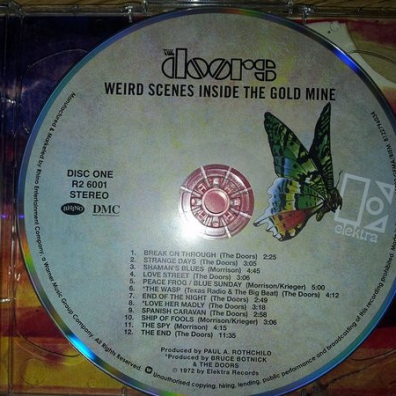 THE
doors
WEIRD SCENES INSIDE THE GOLD MINE
DISC ONE
R2 6001
STEREO
RHINO DMC
elektra
1. BREAK ON THROUGH (The Doors) 2:25
2. STRANGE DAYS (The Doors) 3:05
3. SHAMAN'S BLUES (Morrison) 4:45
4. LOVE STREET (The Doors) 3:06
5. PEACE FROG / BLUE SUNDAY (Morrison/Krieger) 5:00
6. *THE WASP (Texas Radio & The Big Beat) (The Doors) 4:12
7. END OF THE NIGHT (The Doors) 2:49
8. *LOVE HER MADLY (The Doors) 3:18
9. SPANISH CARAVAN (The Doors) 2:58
10. SHIP OF FOOLS (Morrison/Krieger) 3:06
11. THE SPY (Morrison) 4:15
12. THE END (The Doors) 11:35
Produced by PAUL A. ROTHCHILD
*Produced by BRUCE BOTNICK
& THE DOORS
℗ 1972 by Elektra Records
Manufactured & Marketed by Rhino Entertainment Company, a Warner Music Group Company. All Rights Reserved.
Unauthorised copying, hiring, lending, public performance and broadcasting of this recording prohibited.